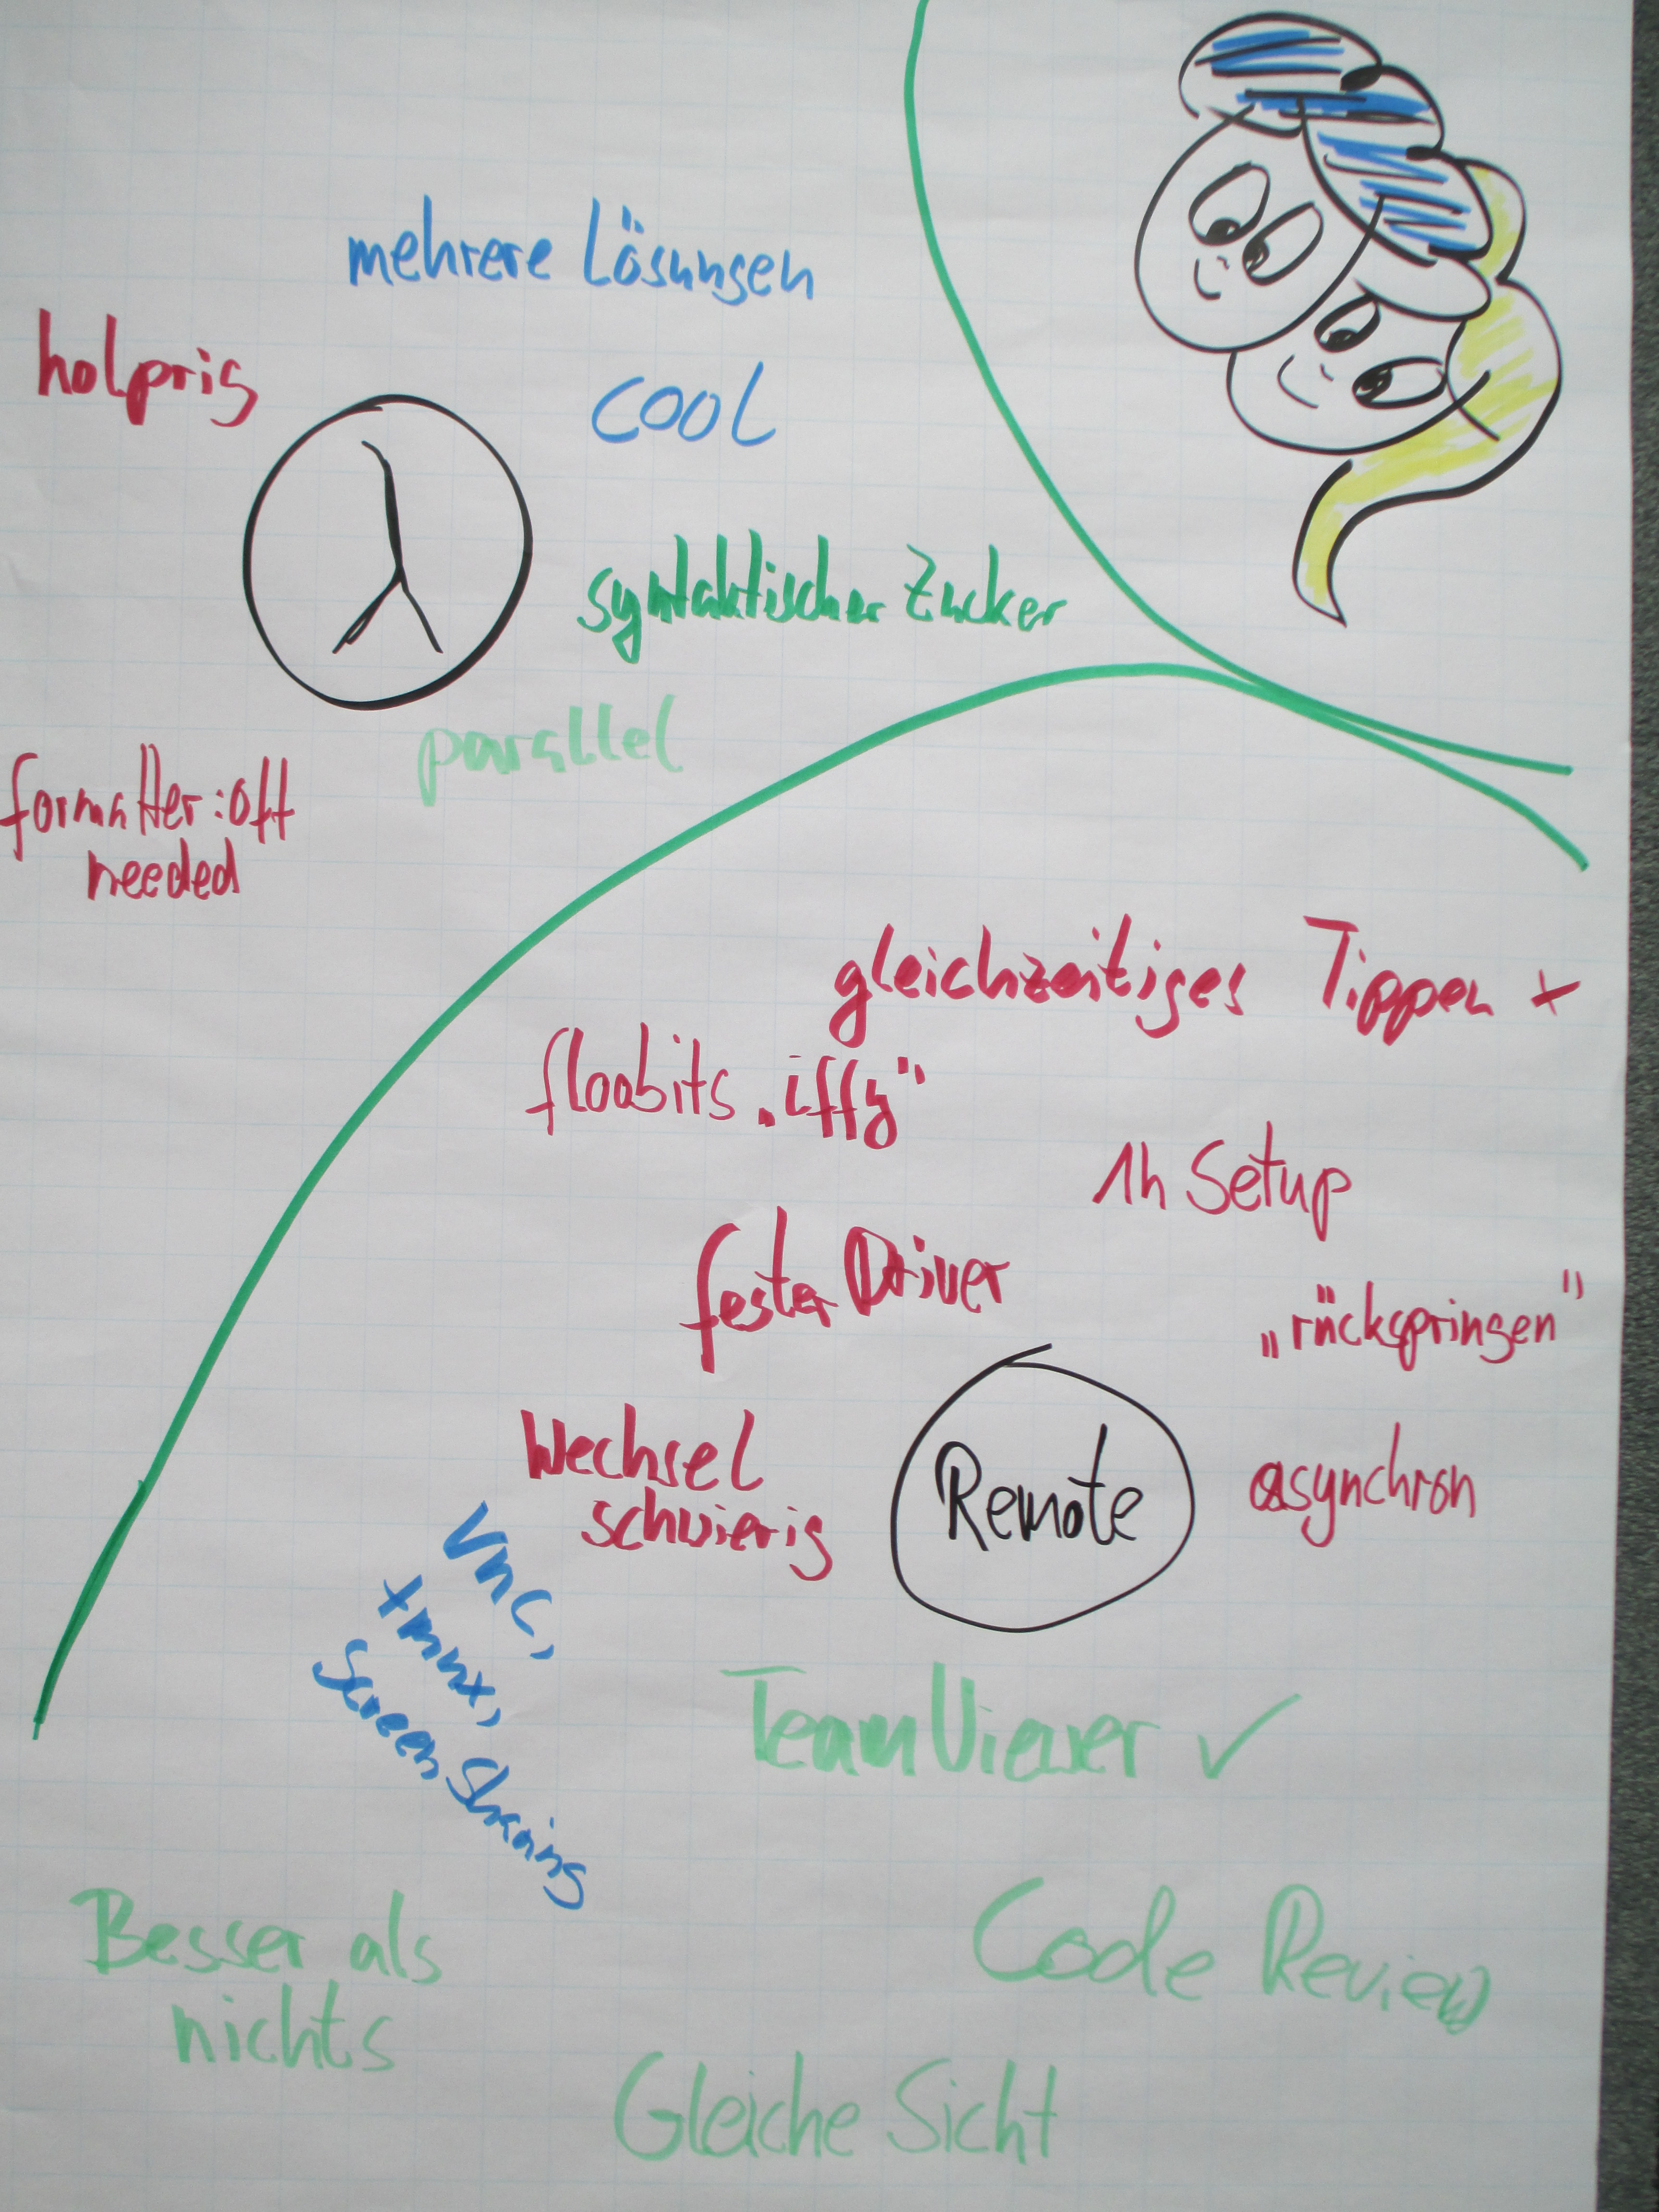 mehrere Lösungen
holprig
cool
λ
syntaktischer Zucker
parallel
formatter:off
needed
gleichzeitiges Tippen +
floobits „iffy“
1h Setup
fester Driver
„rückspringen“
Wechsel
schwierig
Remote
asynchron
VNC,
tmux,
Screen Sharing
TeamViewer ✓
Besser als
nichts
Code Review
Gleiche Sicht